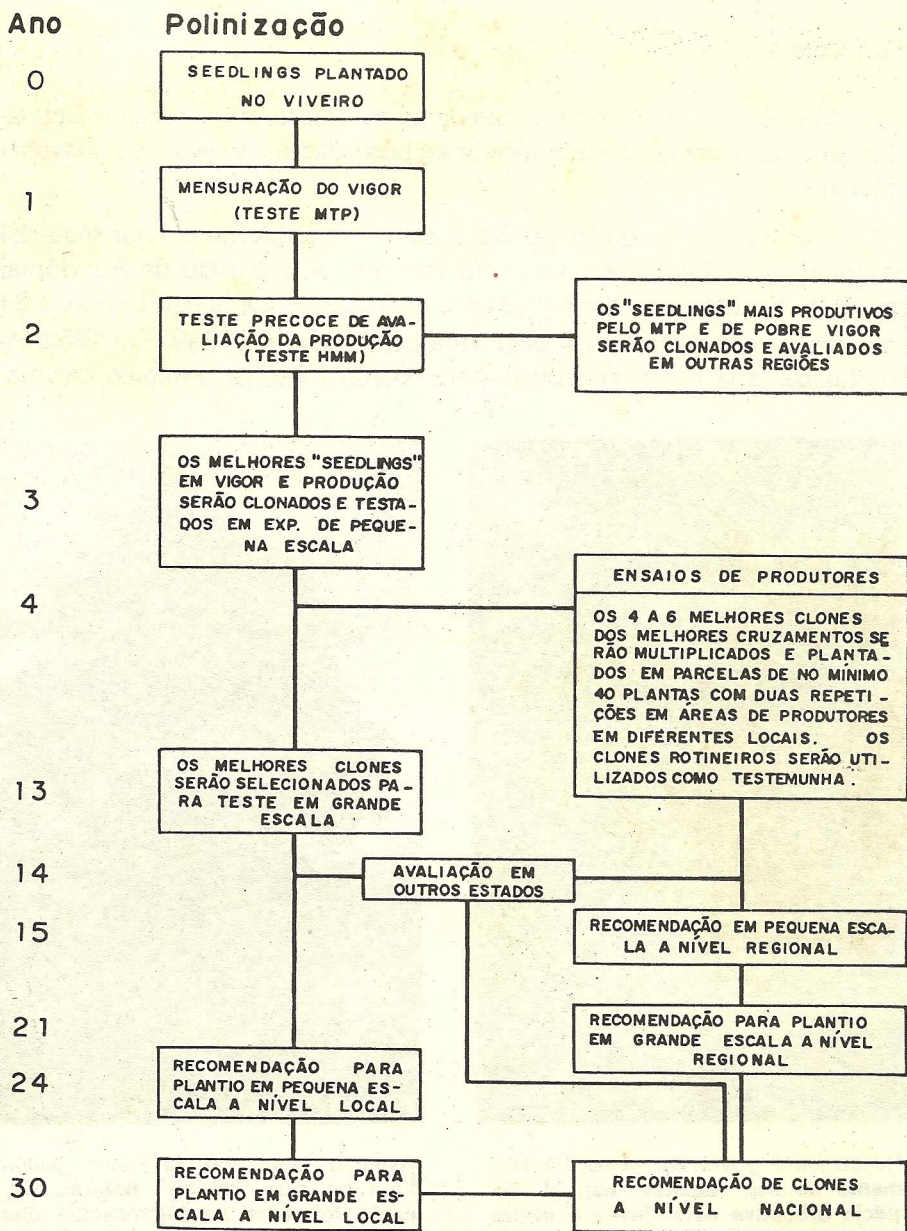 Ano Polinização
0
SEEDLINGS PLANTADO
NO VIVEIRO
1
MENSURAÇÃO DO VIGOR
(TESTE MTP)
2
TESTE PRECOCE DE AVA-
LIAÇÃO DA PRODUÇÃO
(TESTE HMM)
OS "SEEDLINGS" MAIS PRODUTIVOS
PELO MTP E DE POBRE VIGOR
SERÃO CLONADOS E AVALIADOS
EM OUTRAS REGIÕES
3
OS MELHORES "SEEDLINGS"
EM VIGOR E PRODUÇÃO
SERÃO CLONADOS E TESTA-
DOS EM EXP. DE PEQUE-
NA ESCALA
4
ENSAIOS DE PRODUTORES
OS 4 A 6 MELHORES CLONES
DOS MELHORES CRUZAMENTOS SE
RÃO MULTIPLICADOS E PLANTA-
DOS EM PARCELAS DE NO MÍNIMO
40 PLANTAS COM DUAS REPETI-
ÇÕES EM ÁREAS DE PRODUTORES
EM DIFERENTES LOCAIS. OS
CLONES ROTINEIROS SERÃO UTI-
LIZADOS COMO TESTEMUNHA.
13
OS MELHORES CLONES
SERÃO SELECIONADOS PA-
RA TESTE EM GRANDE
ESCALA
14
AVALIAÇÃO EM
OUTROS ESTADOS
15
RECOMENDAÇÃO EM PEQUENA ESCA-
LA A NÍVEL REGIONAL
21
RECOMENDAÇÃO PARA PLANTIO
EM GRANDE ESCALA A NÍVEL
REGIONAL
24
RECOMENDAÇÃO PARA
PLANTIO EM PEQUENA ES-
CALA A NÍVEL LOCAL
30
RECOMENDAÇÃO PARA
PLANTIO EM GRANDE ES-
CALA A NÍVEL LOCAL
RECOMENDAÇÃO DE CLONES
A NÍVEL NACIONAL